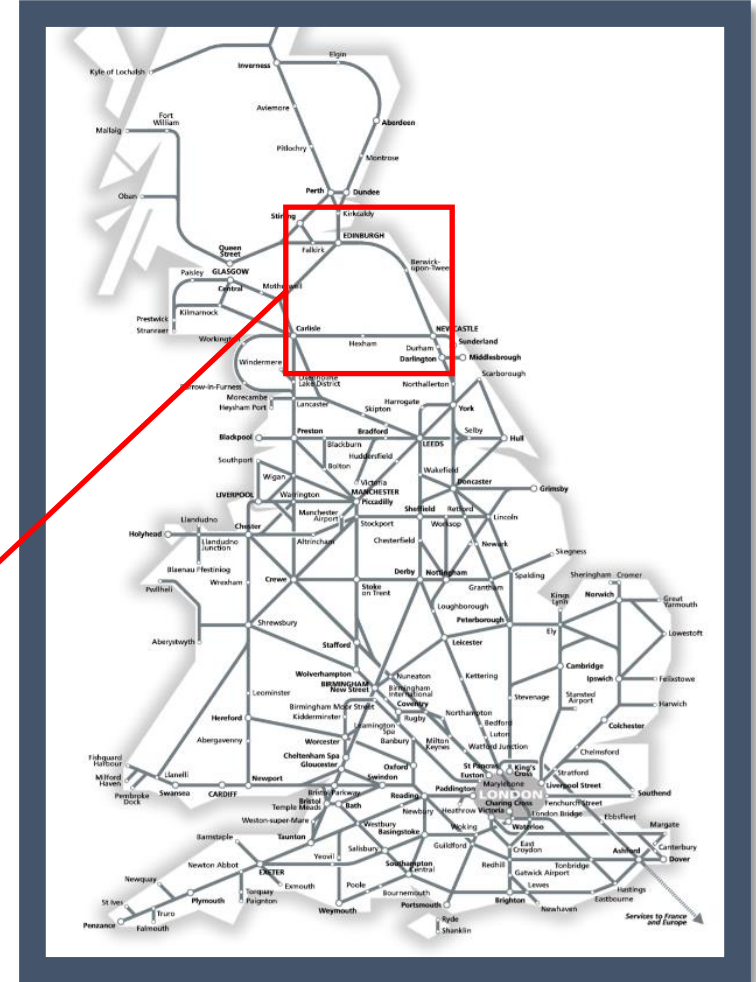 Elgin
Inverness
Kyle of Lochalsh
Aviemore
Fort
William
Mallaig
Aberdeen
Pitlochry
Montrose
Perth
Dundee
Oban
Kirkcaldy
Stirling
EDINBURGH
Queen
Street
Falkirk
Berwick-
upon-Tweed
Paisley
GLASGOW
Central
Motherwell
Kilmarnock
Prestwick
Stranraer
Carlisle
NEWCASTLE
Workington
Hexham
Sunderland
Durham
Windermere
Darlington
Middlesbrough
Oxenholme
Lake District
Northallerton
Scarborough
Barrow-in-Furness
Morecambe
Heysham Port
Lancaster
Harrogate
York
Skipton
Blackpool
Preston
Bradford
Selby
Hull
Blackburn
LEEDS
Southport
Huddersfield
Bolton
Wakefield
Wigan
Victoria
Doncaster
MANCHESTER
Piccadilly
Grimsby
LIVERPOOL
Warrington
Sheffield
Retford
Manchester
Airport
Lincoln
Llandudno
Stockport
Worksop
Holyhead
Chester
Llandudno
Junction
Altrincham
Chesterfield
Newark
Skegness
Blaenau Ffestiniog
Derby
Nottingham
Spalding
Sheringham
Cromer
Pwllheli
Wrexham
Crewe
Stoke
on Trent
Grantham
Kings
Lynn
Norwich
Great
Yarmouth
Loughborough
Shrewsbury
Peterborough
Ely
Lowestoft
Aberystwyth
Stafford
Leicester
Wolverhampton
BIRMINGHAM
New Street
Nuneaton
Kettering
Cambridge
Birmingham
International
Ipswich
Felixstowe
Leominster
Stevenage
Stansted
Airport
Birmingham Moor Street
Coventry
Northampton
Harwich
Hereford
Kidderminster
Rugby
Bedford
Colchester
Leamington
Spa
Abergavenny
Worcester
Banbury
Milton
Keynes
Luton
Watford Junction
Chelmsford
Fishguard
Harbour
Cheltenham Spa
Gloucester
Oxford
St Pancras
King's
Cross
Euston
Stratford
Milford
Haven
Llanelli
Newport
Swindon
Paddington
Marylebone
Liverpool Street
Pembroke
Dock
Swansea
CARDIFF
Bristol Parkway
Reading
LONDON
Southend
Bristol
Temple Meads
Bath
Newbury
Heathrow
Victoria
Charing Cross
Fenchurch Street
London Bridge
Ebbsfleet
Weston-super-Mare
Westbury
Basingstoke
Woking
Waterloo
Margate
Barnstaple
Taunton
Salisbury
Guildford
East
Croydon
Canterbury
Newton Abbot
Yeovil
Southampton
Central
Redhill
Tonbridge
Ashford
Dover
EXETER
Gatwick Airport
Newquay
Exmouth
Poole
Bournemouth
Lewes
Hastings
St Ives
Plymouth
Torquay
Paignton
Weymouth
Portsmouth
Brighton
Newhaven
Eastbourne
Truro
Penzance
Falmouth
Ryde
Shanklin
Services to France
and Europe